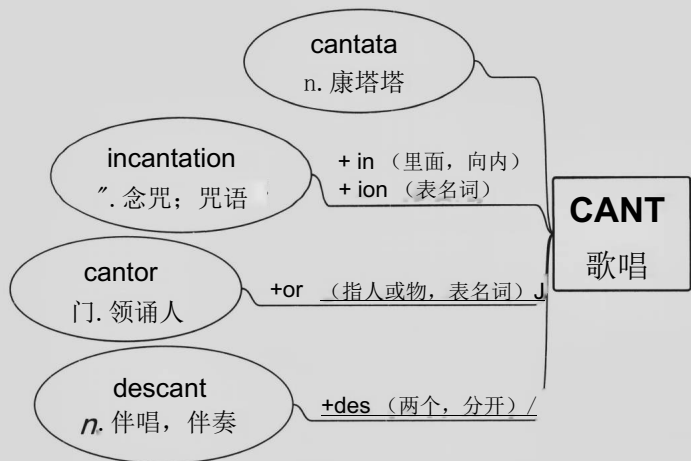 cantata
n. 康塔塔
incantation
″. 念咒；咒语
+ in （里面，向内）
+ ion （表名词）
CANT
歌唱
cantor
门. 领诵人
+or （指人或物，表名词）J
descant
n. 伴唱，伴奏
+des （两个，分开）/